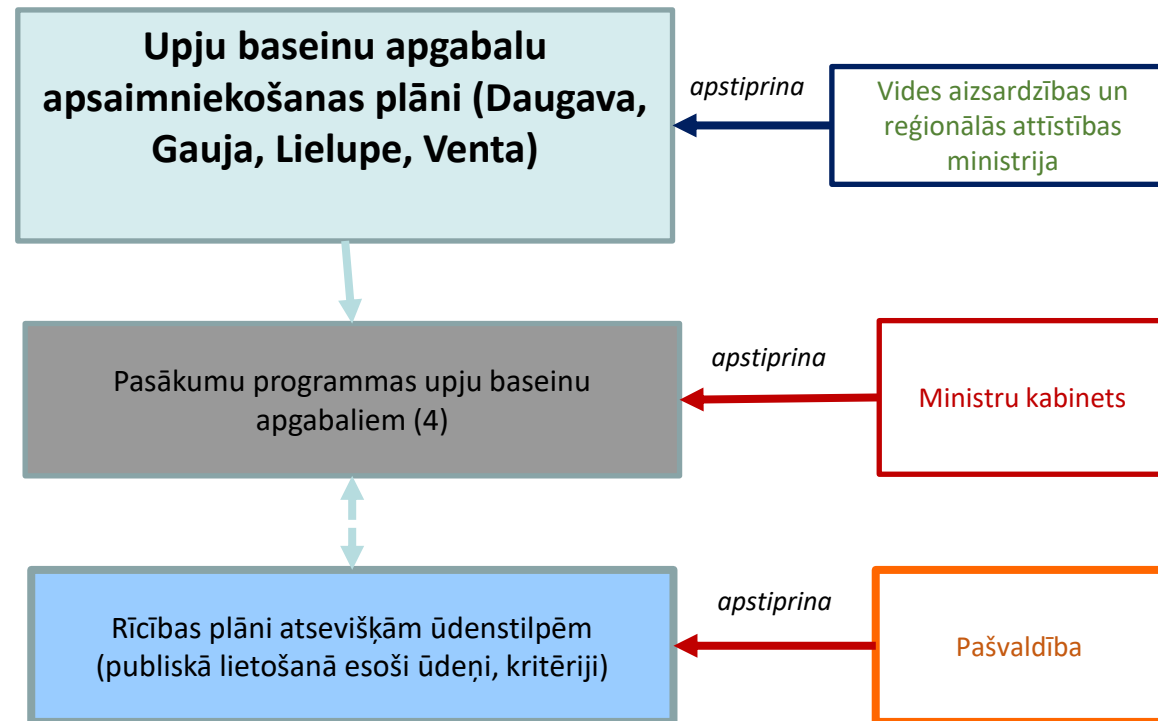 Upju baseinu apgabalu
apsaimniekošanas plāni (Daugava,
Gauja, Lielupe, Venta)
apstiprina
Vides aizsardzības un
reģionālās attīstības
ministrija
Pasākumu programmas upju baseinu
apgabaliem (4)
apstiprina
Ministru kabinets
Rīcības plāni atsevišķām ūdenstilpēm
(publiskā lietošanā esoši ūdeņi, kritēriji)
apstiprina
Pašvaldība